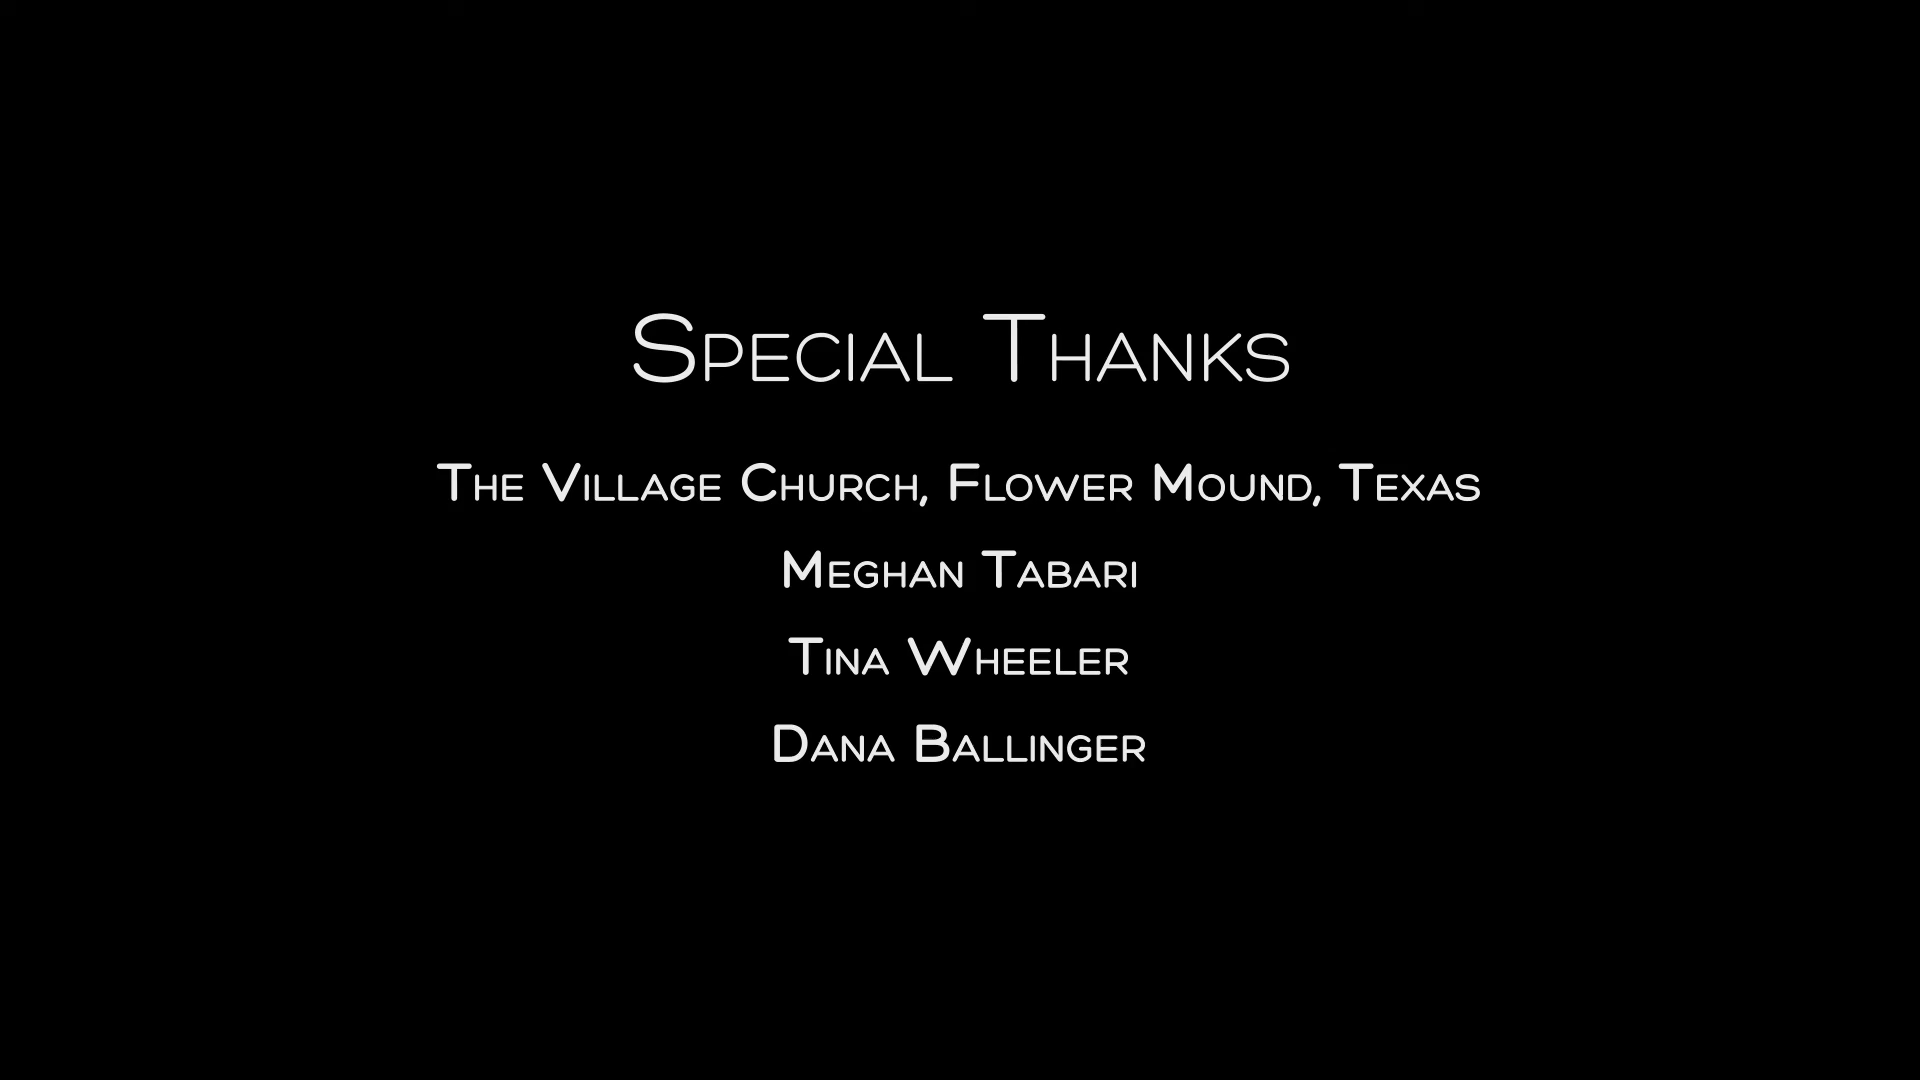 Special Thanks
The Village Church, Flower Mound, Texas
Meghan Tabari
Tina Wheeler
Dana Ballinger